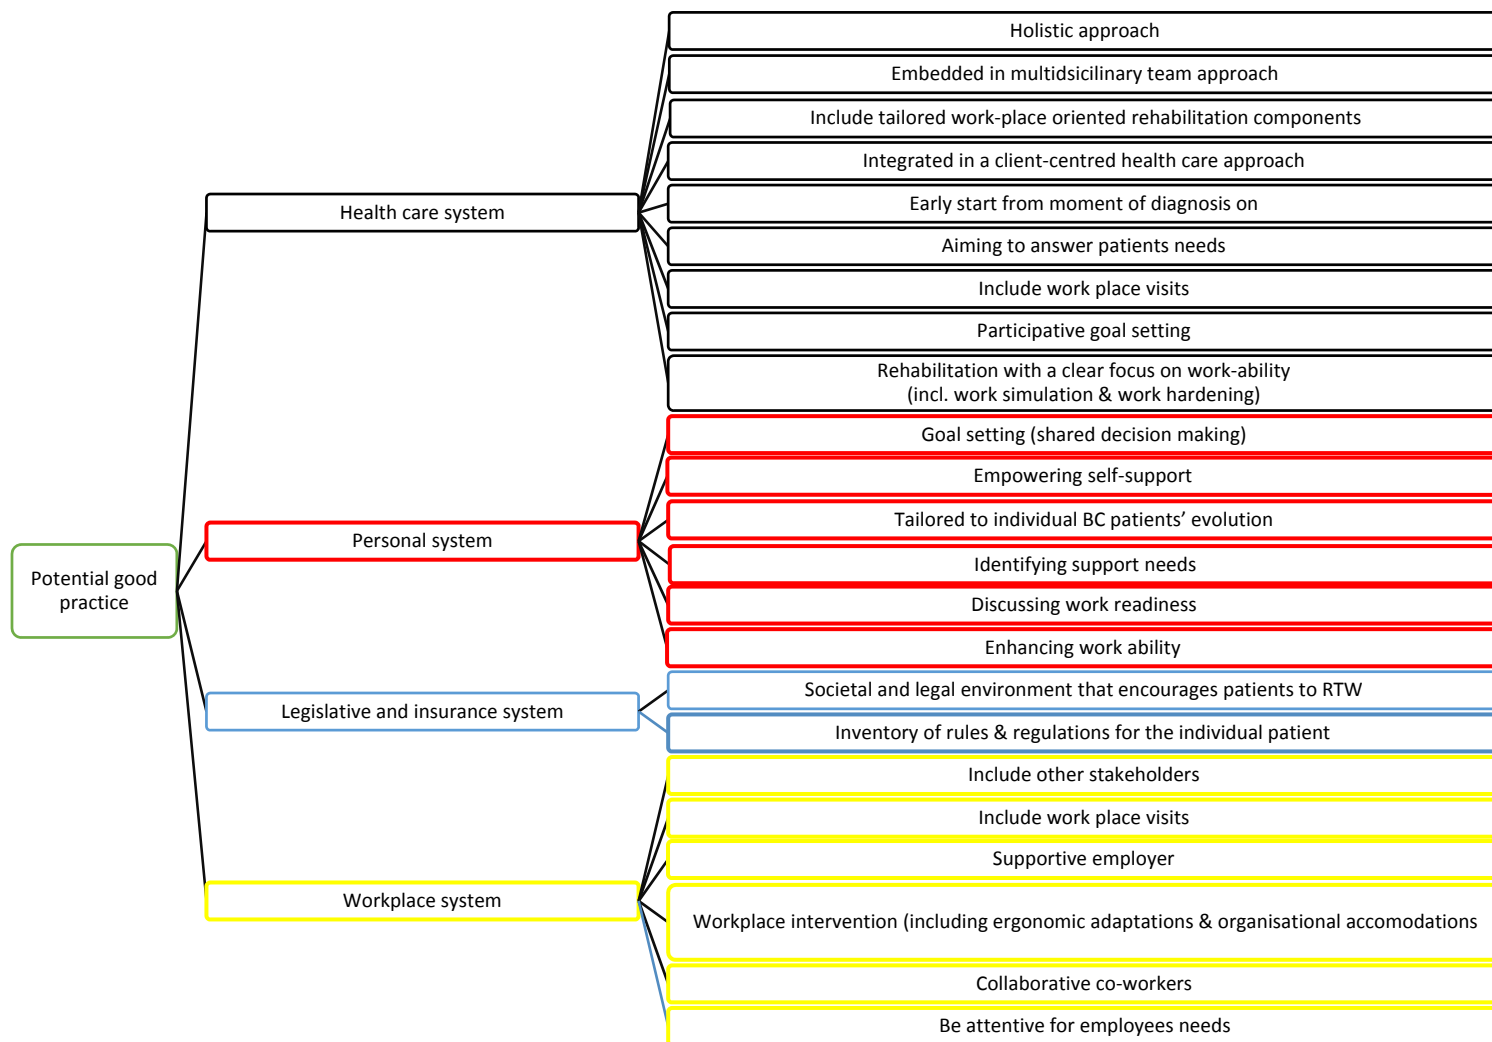 Holistic approach
Embedded in multidsicilinary team approach
Include tailored work-place oriented rehabilitation components
Integrated in a client-centred health care approach
Health care system
Early start from moment of diagnosis on
Aiming to answer patients needs
Include work place visits
Participative goal setting
Rehabilitation with a clear focus on work-ability
(incl. work simulation & work hardening)
Goal setting (shared decision making)
Empowering self-support
Personal system
Tailored to individual BC patients’ evolution
Identifying support needs
Potential good
practice
Discussing work readiness
Enhancing work ability
Legislative and insurance system
Societal and legal environment that encourages patients to RTW
Inventory of rules & regulations for the individual patient
Include other stakeholders
Include work place visits
Supportive employer
Workplace system
Workplace intervention (including ergonomic adaptations & organisational accomodations
Collaborative co-workers
Be attentive for employees needs